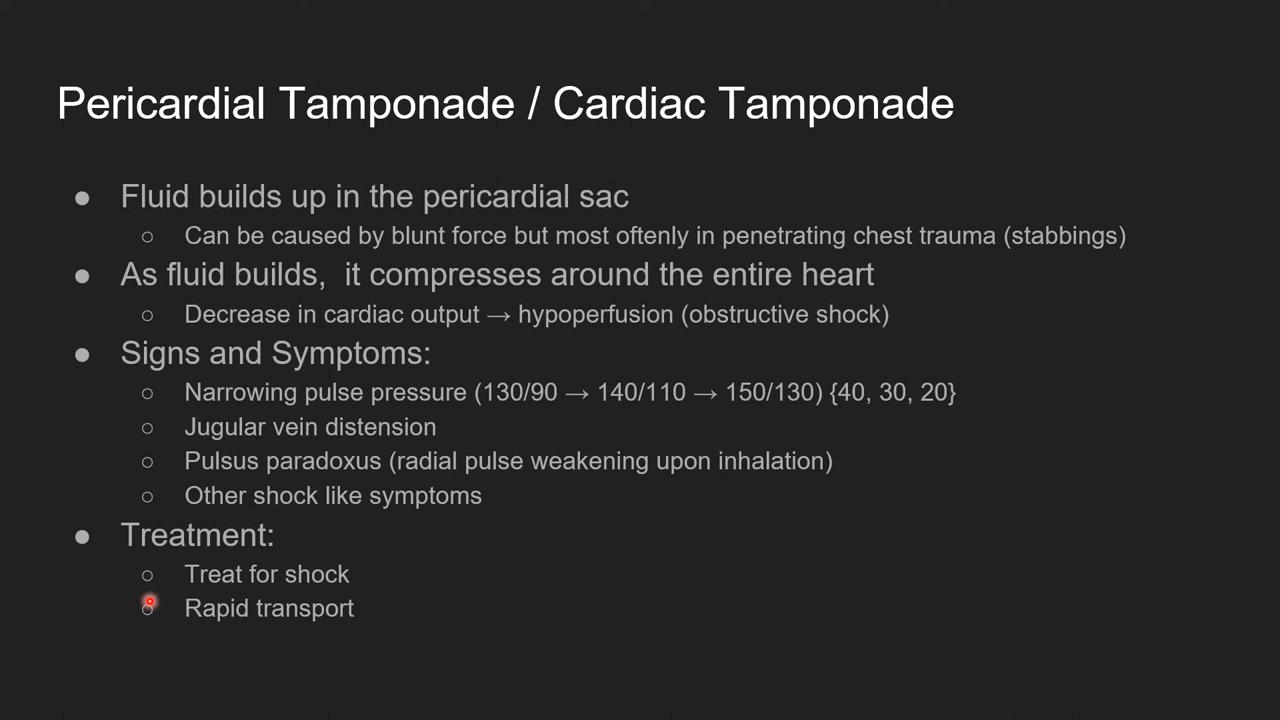 Pericardial Tamponade / Cardiac Tamponade
● Fluid builds up in the pericardial sac
○ Can be caused by blunt force but most oftenly in penetrating chest trauma (stabbings)
● As fluid builds,  it compresses around the entire heart
○ Decrease in cardiac output → hypoperfusion (obstructive shock)
● Signs and Symptoms:
○ Narrowing pulse pressure (130/90 → 140/110 → 150/130) {40, 30, 20}
○ Jugular vein distension
○ Pulsus paradoxus (radial pulse weakening upon inhalation)
○ Other shock like symptoms
● Treatment:
○ Treat for shock
○ Rapid transport